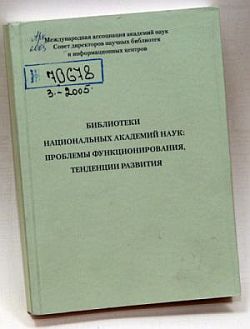 Международная ассоциация академий наук
Совет директоров научных библиотек
и информационных центров
№ 70678
3.-2005
БИБЛИОТЕКИ
НАЦИОНАЛЬНЫХ АКАДЕМИЙ НАУК:
ПРОБЛЕМЫ ФУНКЦИОНИРОВАНИЯ,
ТЕНДЕНЦИИ РАЗВИТИЯ